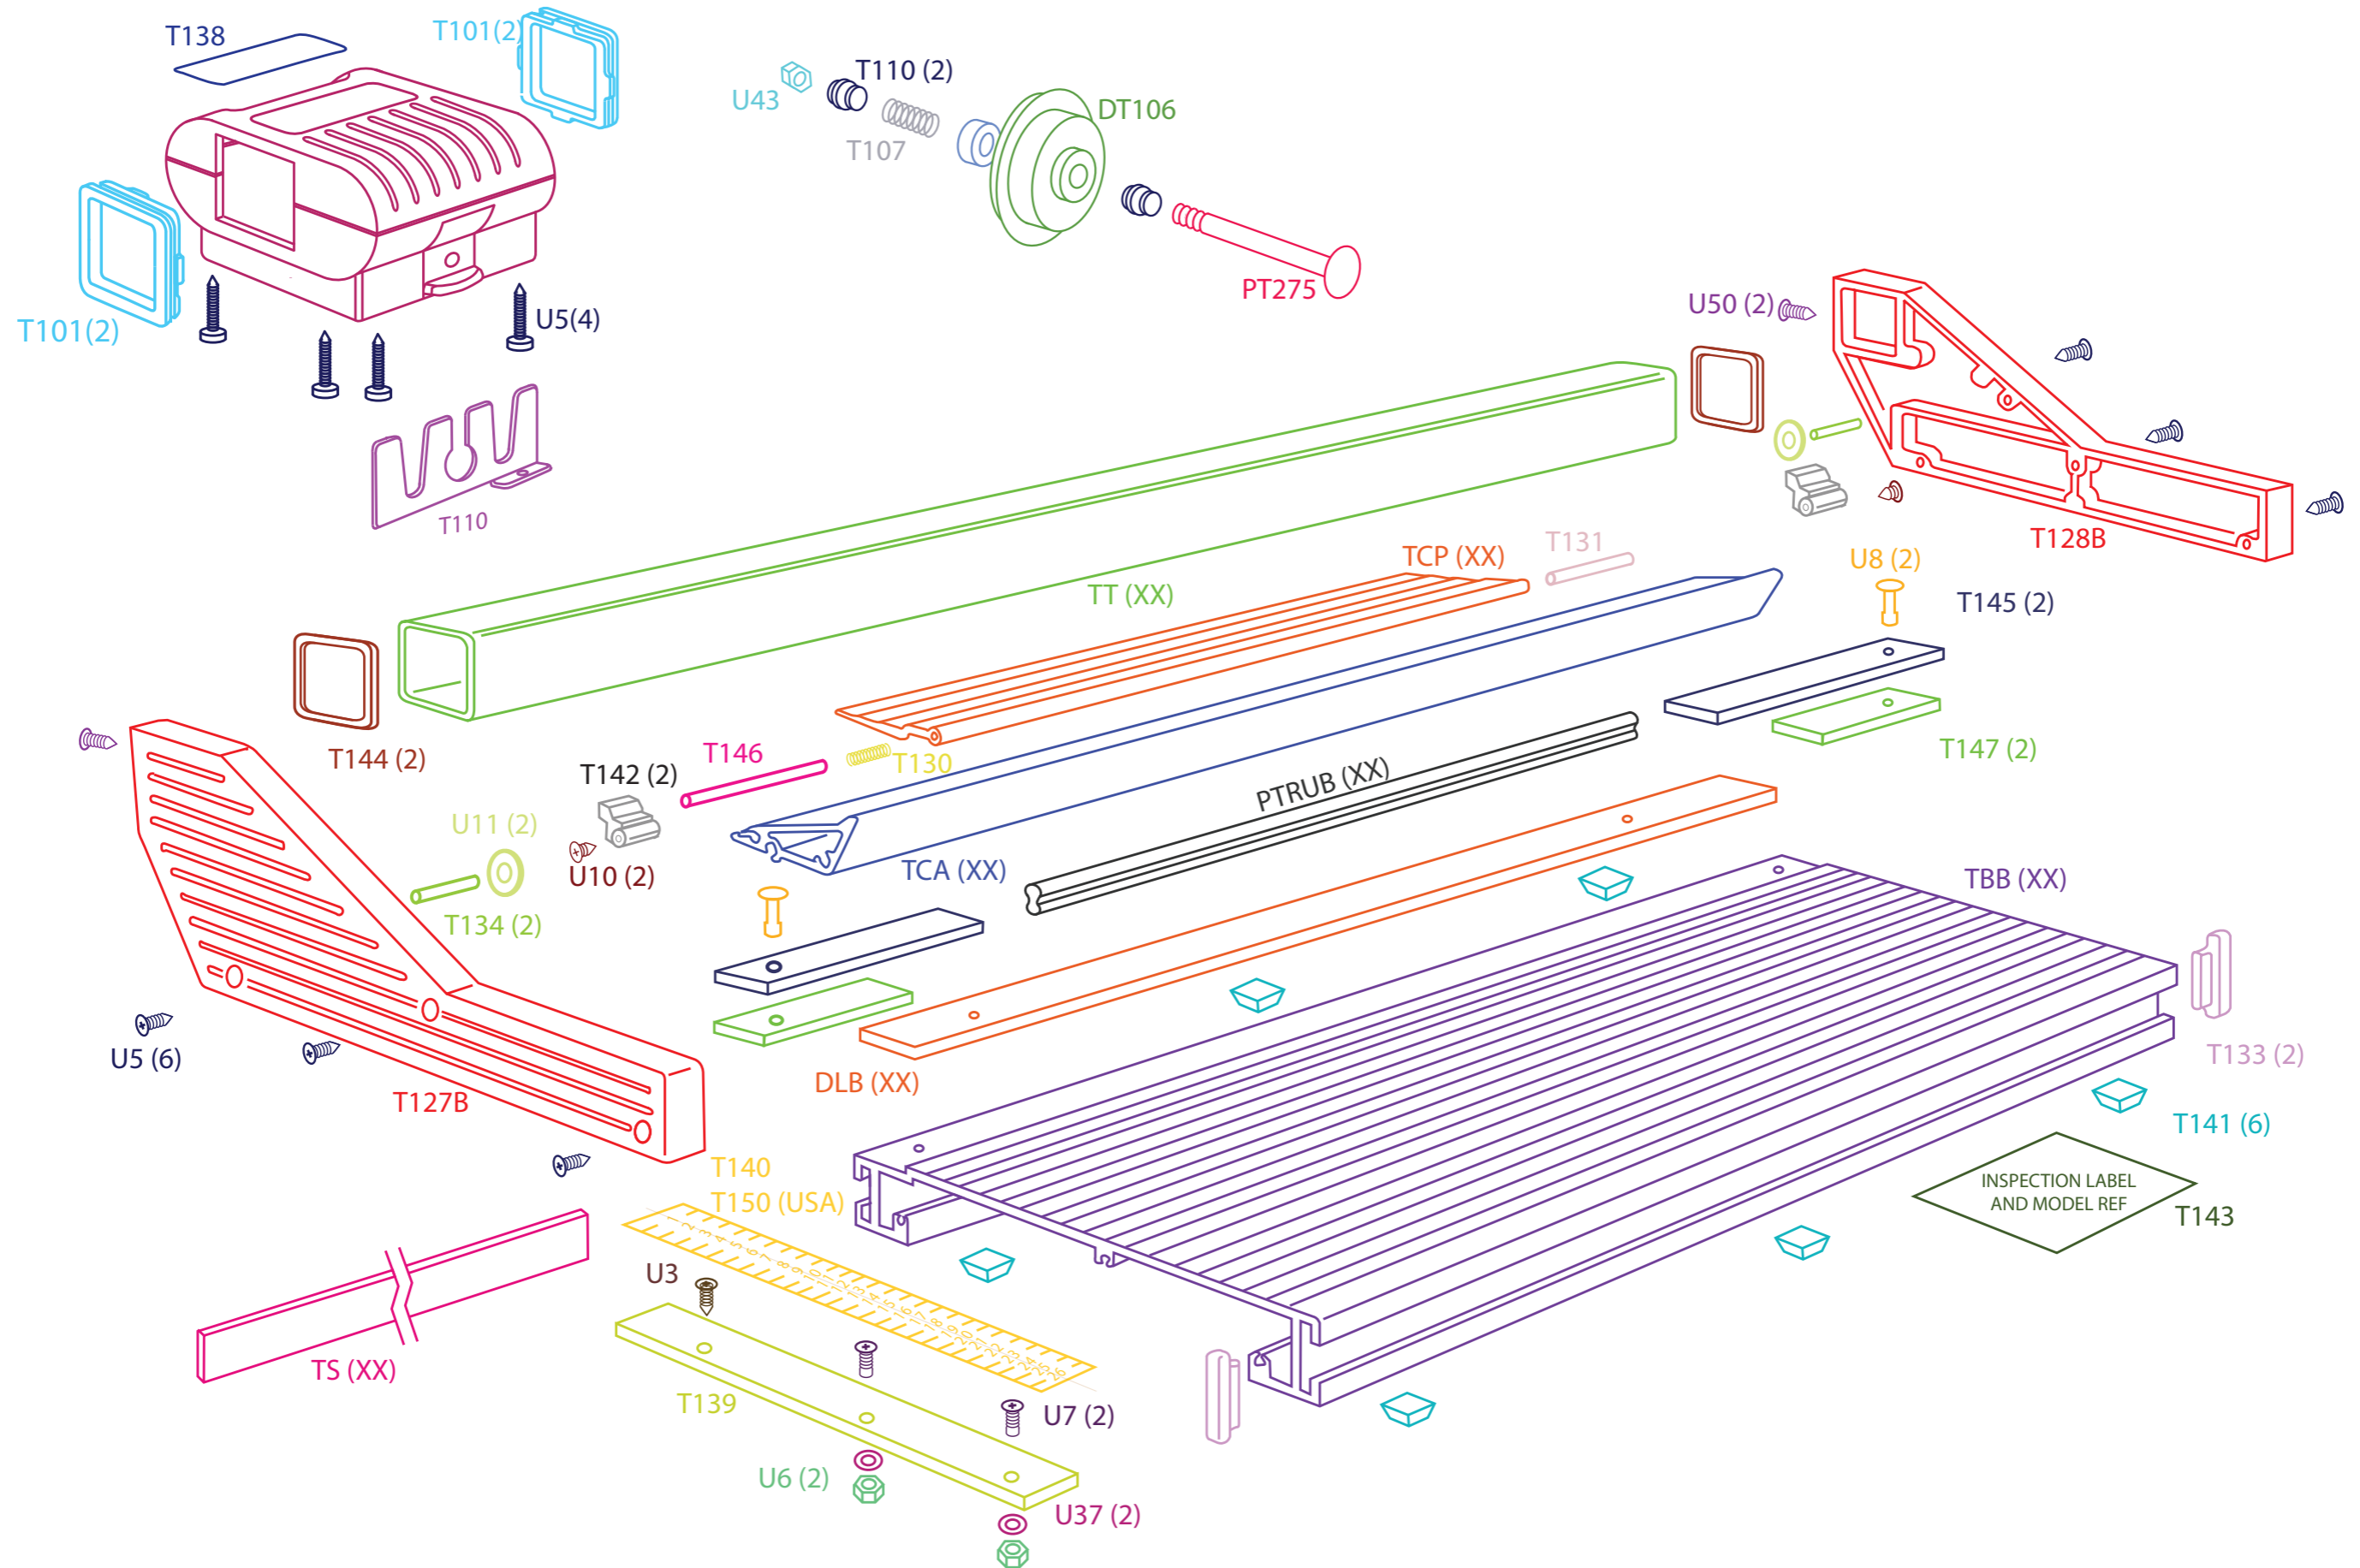 T138
T101(2)
T110 (2)
U43
DT106
T107
PT275
T101(2)
U5(4)
U50 (2)
T110
T128B
TCP (XX)
T131
U8 (2)
TT (XX)
T145 (2)
T144 (2)
T142 (2)
T146
T130
T147 (2)
PTRUB (XX)
U11 (2)
U10 (2)
TCA (XX)
TBB (XX)
T134 (2)
U5 (6)
T127B
DLB (XX)
T133 (2)
T141 (6)
T140
T150 (USA)
INSPECTION LABEL
AND MODEL REF
T143
U3
TS (XX)
T139
U7 (2)
U6 (2)
U37 (2)